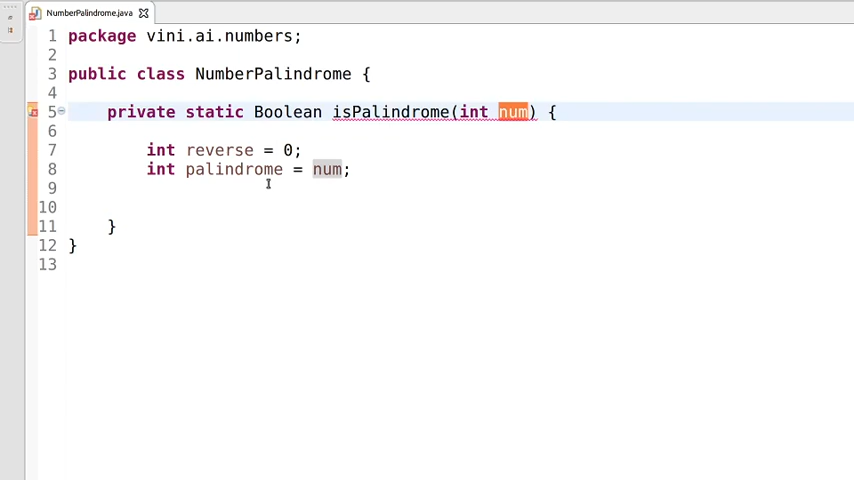 NumberPalindrome.java
1 package vini.ai.numbers;
2
3 public class NumberPalindrome {
4
5 private static Boolean isPalindrome(int num) {
6
7 int reverse = 0;
8 int palindrome = num;
9
10
11 }
12 }
13